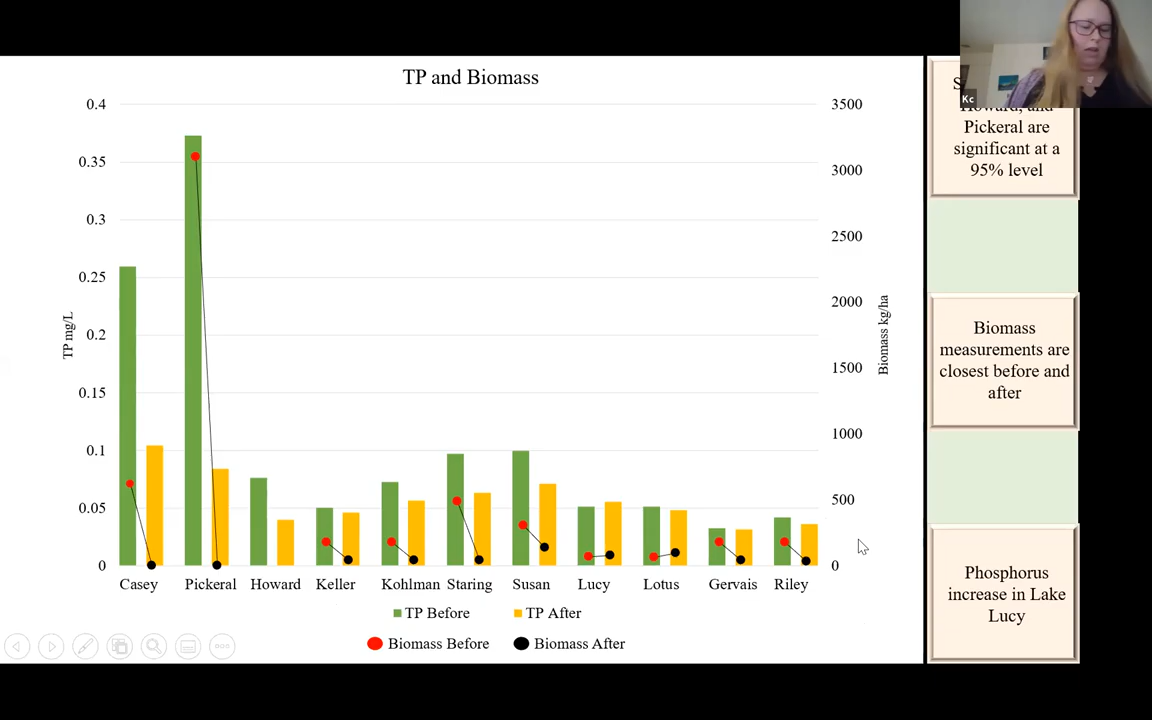 TP and Biomass
0.4
0.35
0.3
0.25
0.2
0.15
0.1
0.05
0
TP mg/L
3500
3000
2500
2000
1500
1000
500
0
Biomass kg/ha
Casey Pickeral Howard Keller Kohlman Staring Susan Lucy Lotus Gervais Riley
TP Before TP After
Biomass Before Biomass After
Kc
Howard, and
Pickeral are
significant at a
95% level
Biomass
measurements are
closest before and
after
Phosphorus
increase in Lake
Lucy